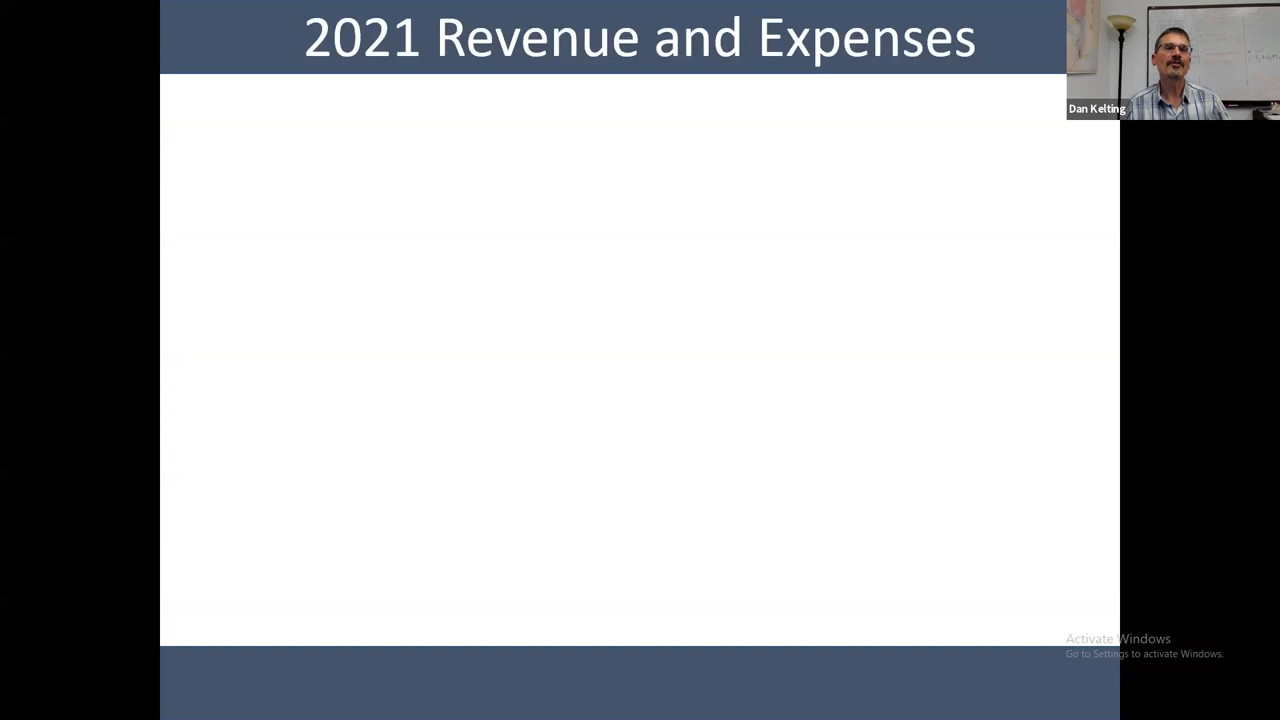 2021 Revenue and Expenses
Dan Kelting
Activate Windows
Go to Settings to activate Windows.